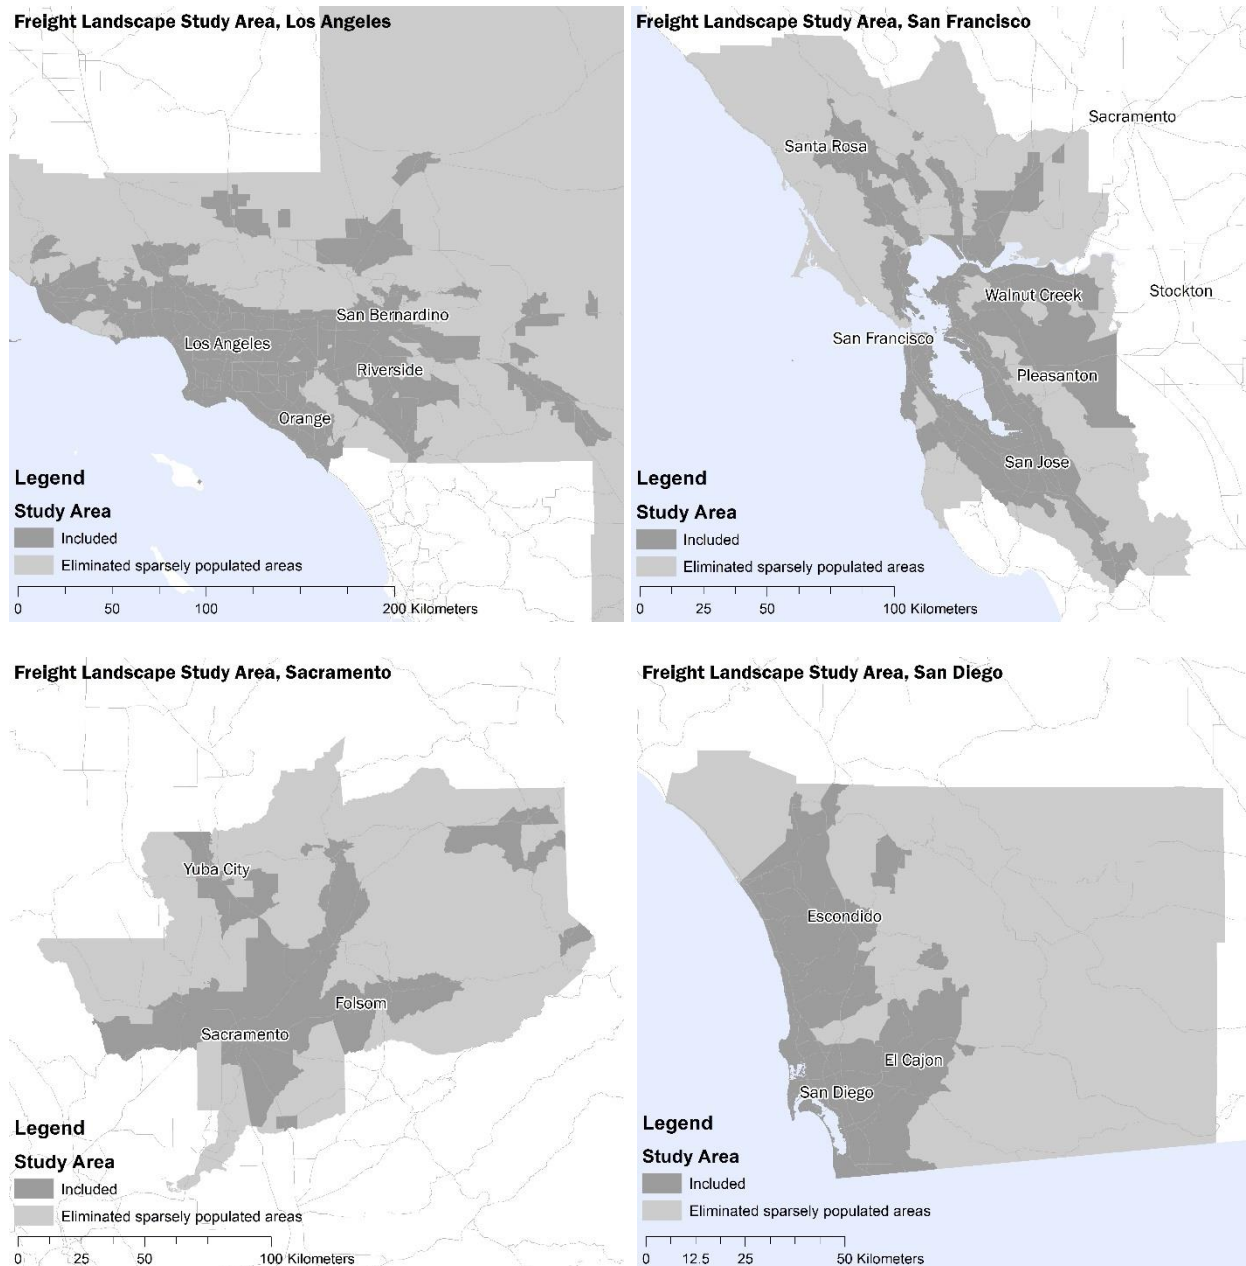 Freight Landscape Study Area, Los Angeles
San Bernardino
Los Angeles
Riverside
Orange
Legend
Study Area
Included
Eliminated sparsely populated areas
0 50 100 200 Kilometers
Freight Landscape Study Area, San Francisco
Sacramento
Santa Rosa
Walnut Creek
Stockton
San Francisco
Pleasanton
San Jose
Legend
Study Area
Included
Eliminated sparsely populated areas
0 25 50 100 Kilometers
Freight Landscape Study Area, Sacramento
Yuba City
Folsom
Sacramento
Legend
Study Area
Included
Eliminated sparsely populated areas
0 25 50 100 Kilometers
Freight Landscape Study Area, San Diego
Escondido
El Cajon
San Diego
Legend
Study Area
Included
Eliminated sparsely populated areas
0 12.5 25 50 Kilometers